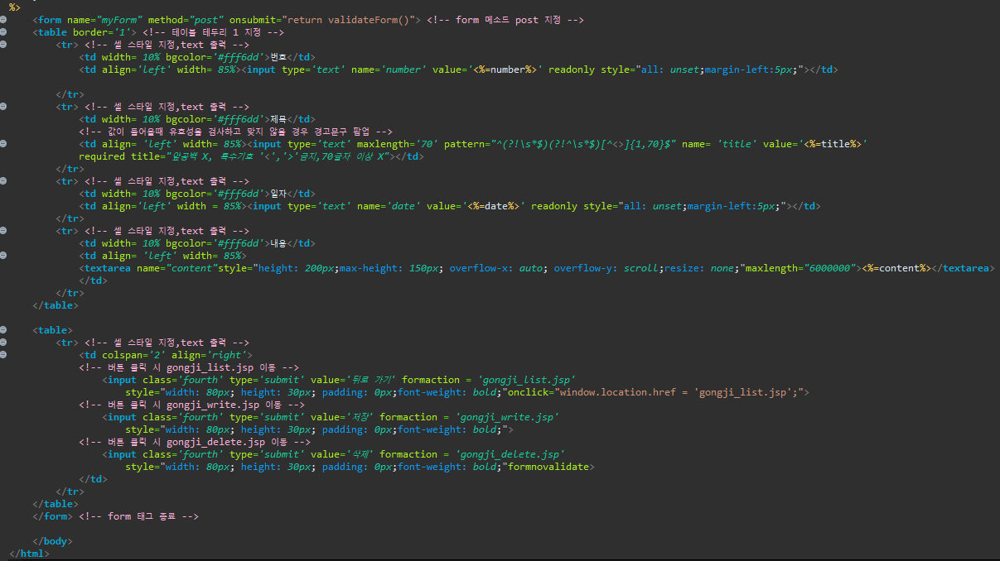 %>
<form name="myForm" method="post" onsubmit="return validateForm()"> <!-- form 메소드 post 지정 -->
<table border='1'> <!-- 테이블 테두리 1 지정 -->
<tr> <!-- 셀 스타일 지정,text 출력 -->
<td width= 10% bgcolor='#fff6dd'>번호</td>
<td align='left' width= 85%><input type='text' name='number' value='<%=number%>' readonly style="all: unset;margin-left:5px;"></td>
</tr>
<tr> <!-- 셀 스타일 지정,text 출력 -->
<td width= 10% bgcolor='#fff6dd'>제목</td>
<!-- 값이 들어올때 유효성을 검사하고 맞지 않을 경우 경고문구 팝업 -->
<td align= 'left' width= 85%><input type='text' maxlength='70' pattern="^(?!\s*$)(?!^\s*$)[^<>]{1,70}$" name= 'title' value='<%=title%>'
required title="앞공백 X, 특수기호 '<','>'금지,70글자 이상 X"></td>
</tr>
<tr> <!-- 셀 스타일 지정,text 출력 -->
<td width= 10% bgcolor='#fff6dd'>일자</td>
<td align='left' width = 85%><input type='text' name='date' value='<%=date%>' readonly style="all: unset;margin-left:5px;"></td>
</tr>
<tr> <!-- 셀 스타일 지정,text 출력 -->
<td width= 10% bgcolor='#fff6dd'>내용</td>
<td align= 'left' width= 85%>
<textarea name="content"style="height: 200px;max-height: 150px; overflow-x: auto; overflow-y: scroll;resize: none;"maxlength="6000000"><%=content%></textarea>
</td>
</tr>
</table>
<table>
<tr> <!-- 셀 스타일 지정,text 출력 -->
<td colspan='2' align='right'>
<!-- 버튼 클릭 시 gongji_list.jsp 이동 -->
<input class='fourth' type='submit' value='뒤로 가기' formaction = 'gongji_list.jsp'
style="width: 80px; height: 30px; padding: 0px;font-weight: bold;"onclick="window.location.href = 'gongji_list.jsp';">
<!-- 버튼 클릭 시 gongji_write.jsp 이동 -->
<input class='fourth' type='submit' value='저장' formaction = 'gongji_write.jsp'
style="width: 80px; height: 30px; padding: 0px;font-weight: bold;">
<!-- 버튼 클릭 시 gongji_delete.jsp 이동 -->
<input class='fourth' type='submit' value='삭제' formaction = 'gongji_delete.jsp'
style="width: 80px; height: 30px; padding: 0px;font-weight: bold;"formnovalidate>
</td>
</tr>
</table>
</form> <!-- form 태그 종료 -->
</body>
</html>